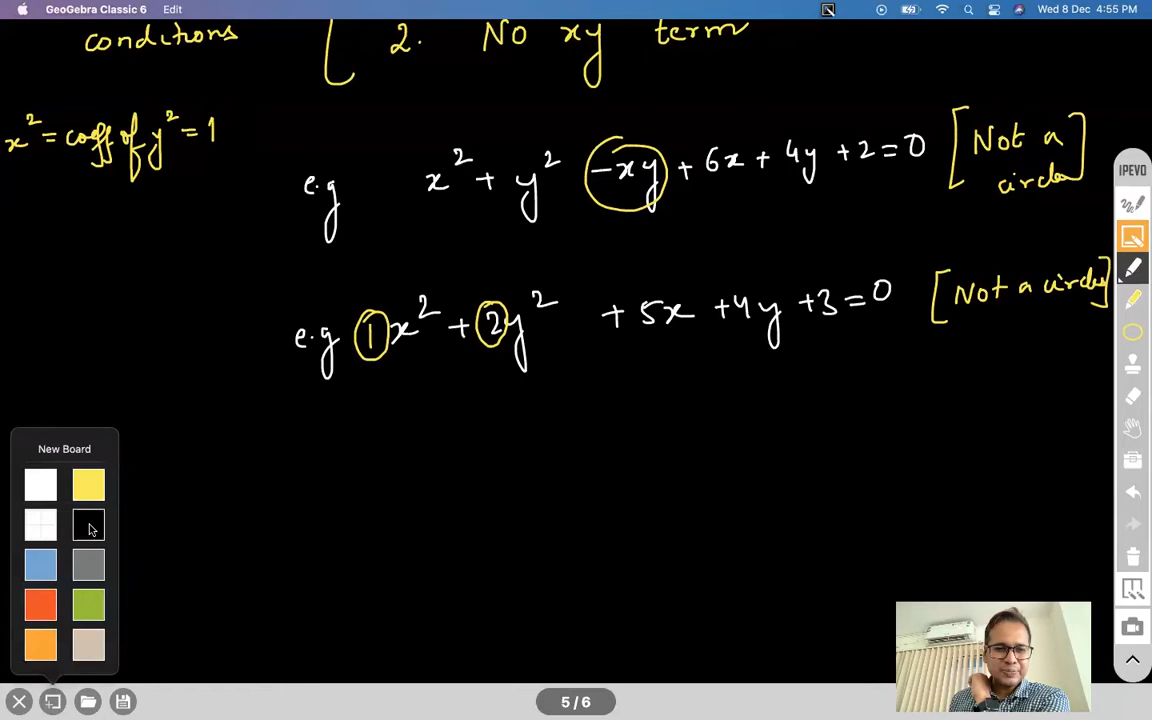 GeoGebra Classic 6 Edit Wed 8 Dec 4:55 PM
conditions 2. No xy term
x² = coeff of y² = 1
e.g x² + y² -xy + 6x + 4y + 2 = 0 [Not a
circle]
e.g 1x² + 2y² + 5x + 4y + 3 = 0 [Not a circle]
New Board
5/6
IPEVO